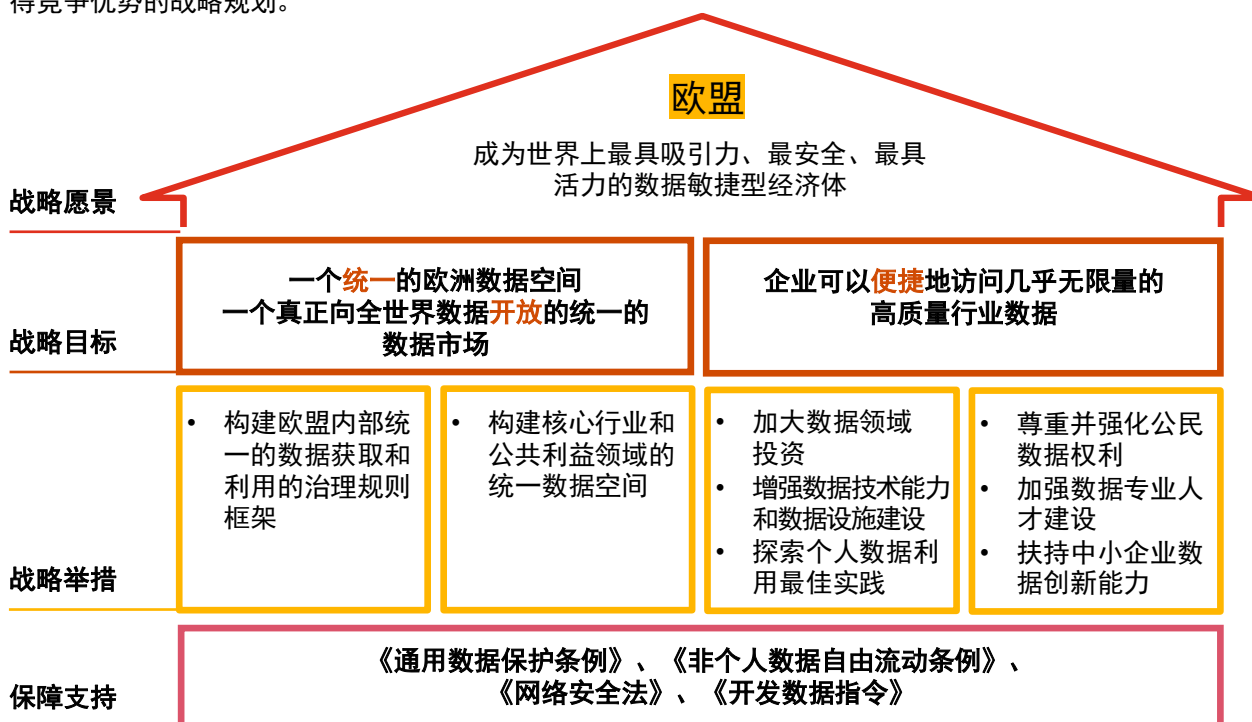 得竞争优势的战略规划。
欧盟
成为世界上最具吸引力、最安全、最具
活力的数据敏捷型经济体
战略愿景
一个统一的欧洲数据空间
一个真正向全世界数据开放的统一的
数据市场
企业可以便捷地访问几乎无限量的
高质量行业数据
战略目标
• 构建欧盟内部统
一的数据获取和
利用的治理规则
框架
• 构建核心行业和
公共利益领域的
统一数据空间
• 加大数据领域
投资
• 增强数据技术能力
和数据设施建设
• 探索个人数据利
用最佳实践
• 尊重并强化公民
数据权利
• 加强数据专业人
才建设
• 扶持中小企业数
据创新能力
战略举措
《通用数据保护条例》、《非个人数据自由流动条例》、
《网络安全法》、《开发数据指令》
保障支持